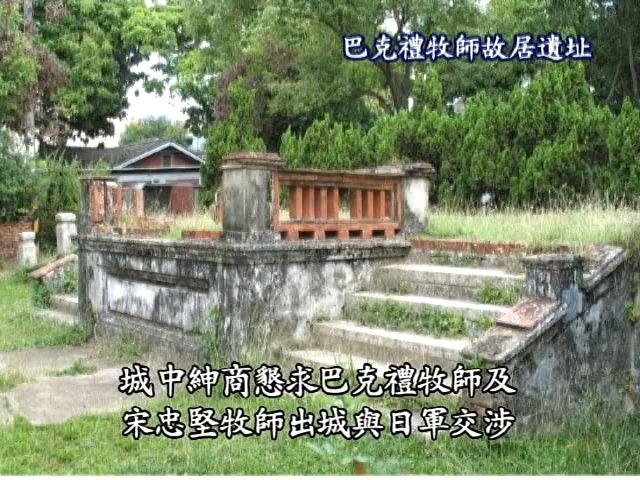 巴克禮牧師故居遺址
城中紳商懇求巴克禮牧師及
宋忠堅牧師出城與日軍交涉